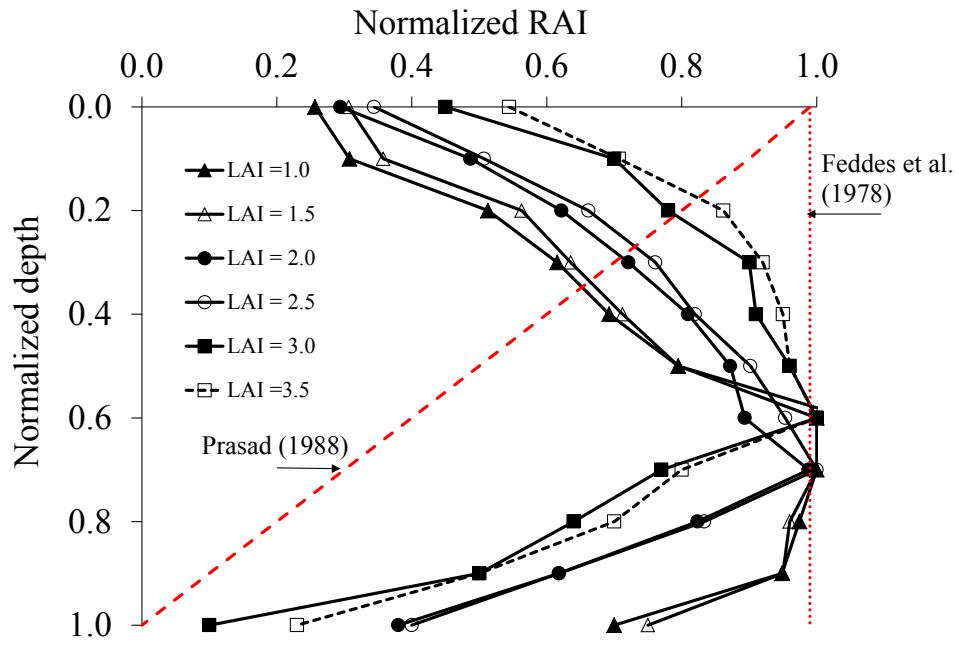 Normalized RAI
0.0 0.2 0.4 0.6 0.8 1.0
0.0
0.2
0.4
0.6
0.8
1.0
Normalized depth
LAI =1.0
LAI = 1.5
LAI = 2.0
LAI = 2.5
LAI = 3.0
LAI = 3.5
Feddes et al.
(1978)
Prasad (1988)